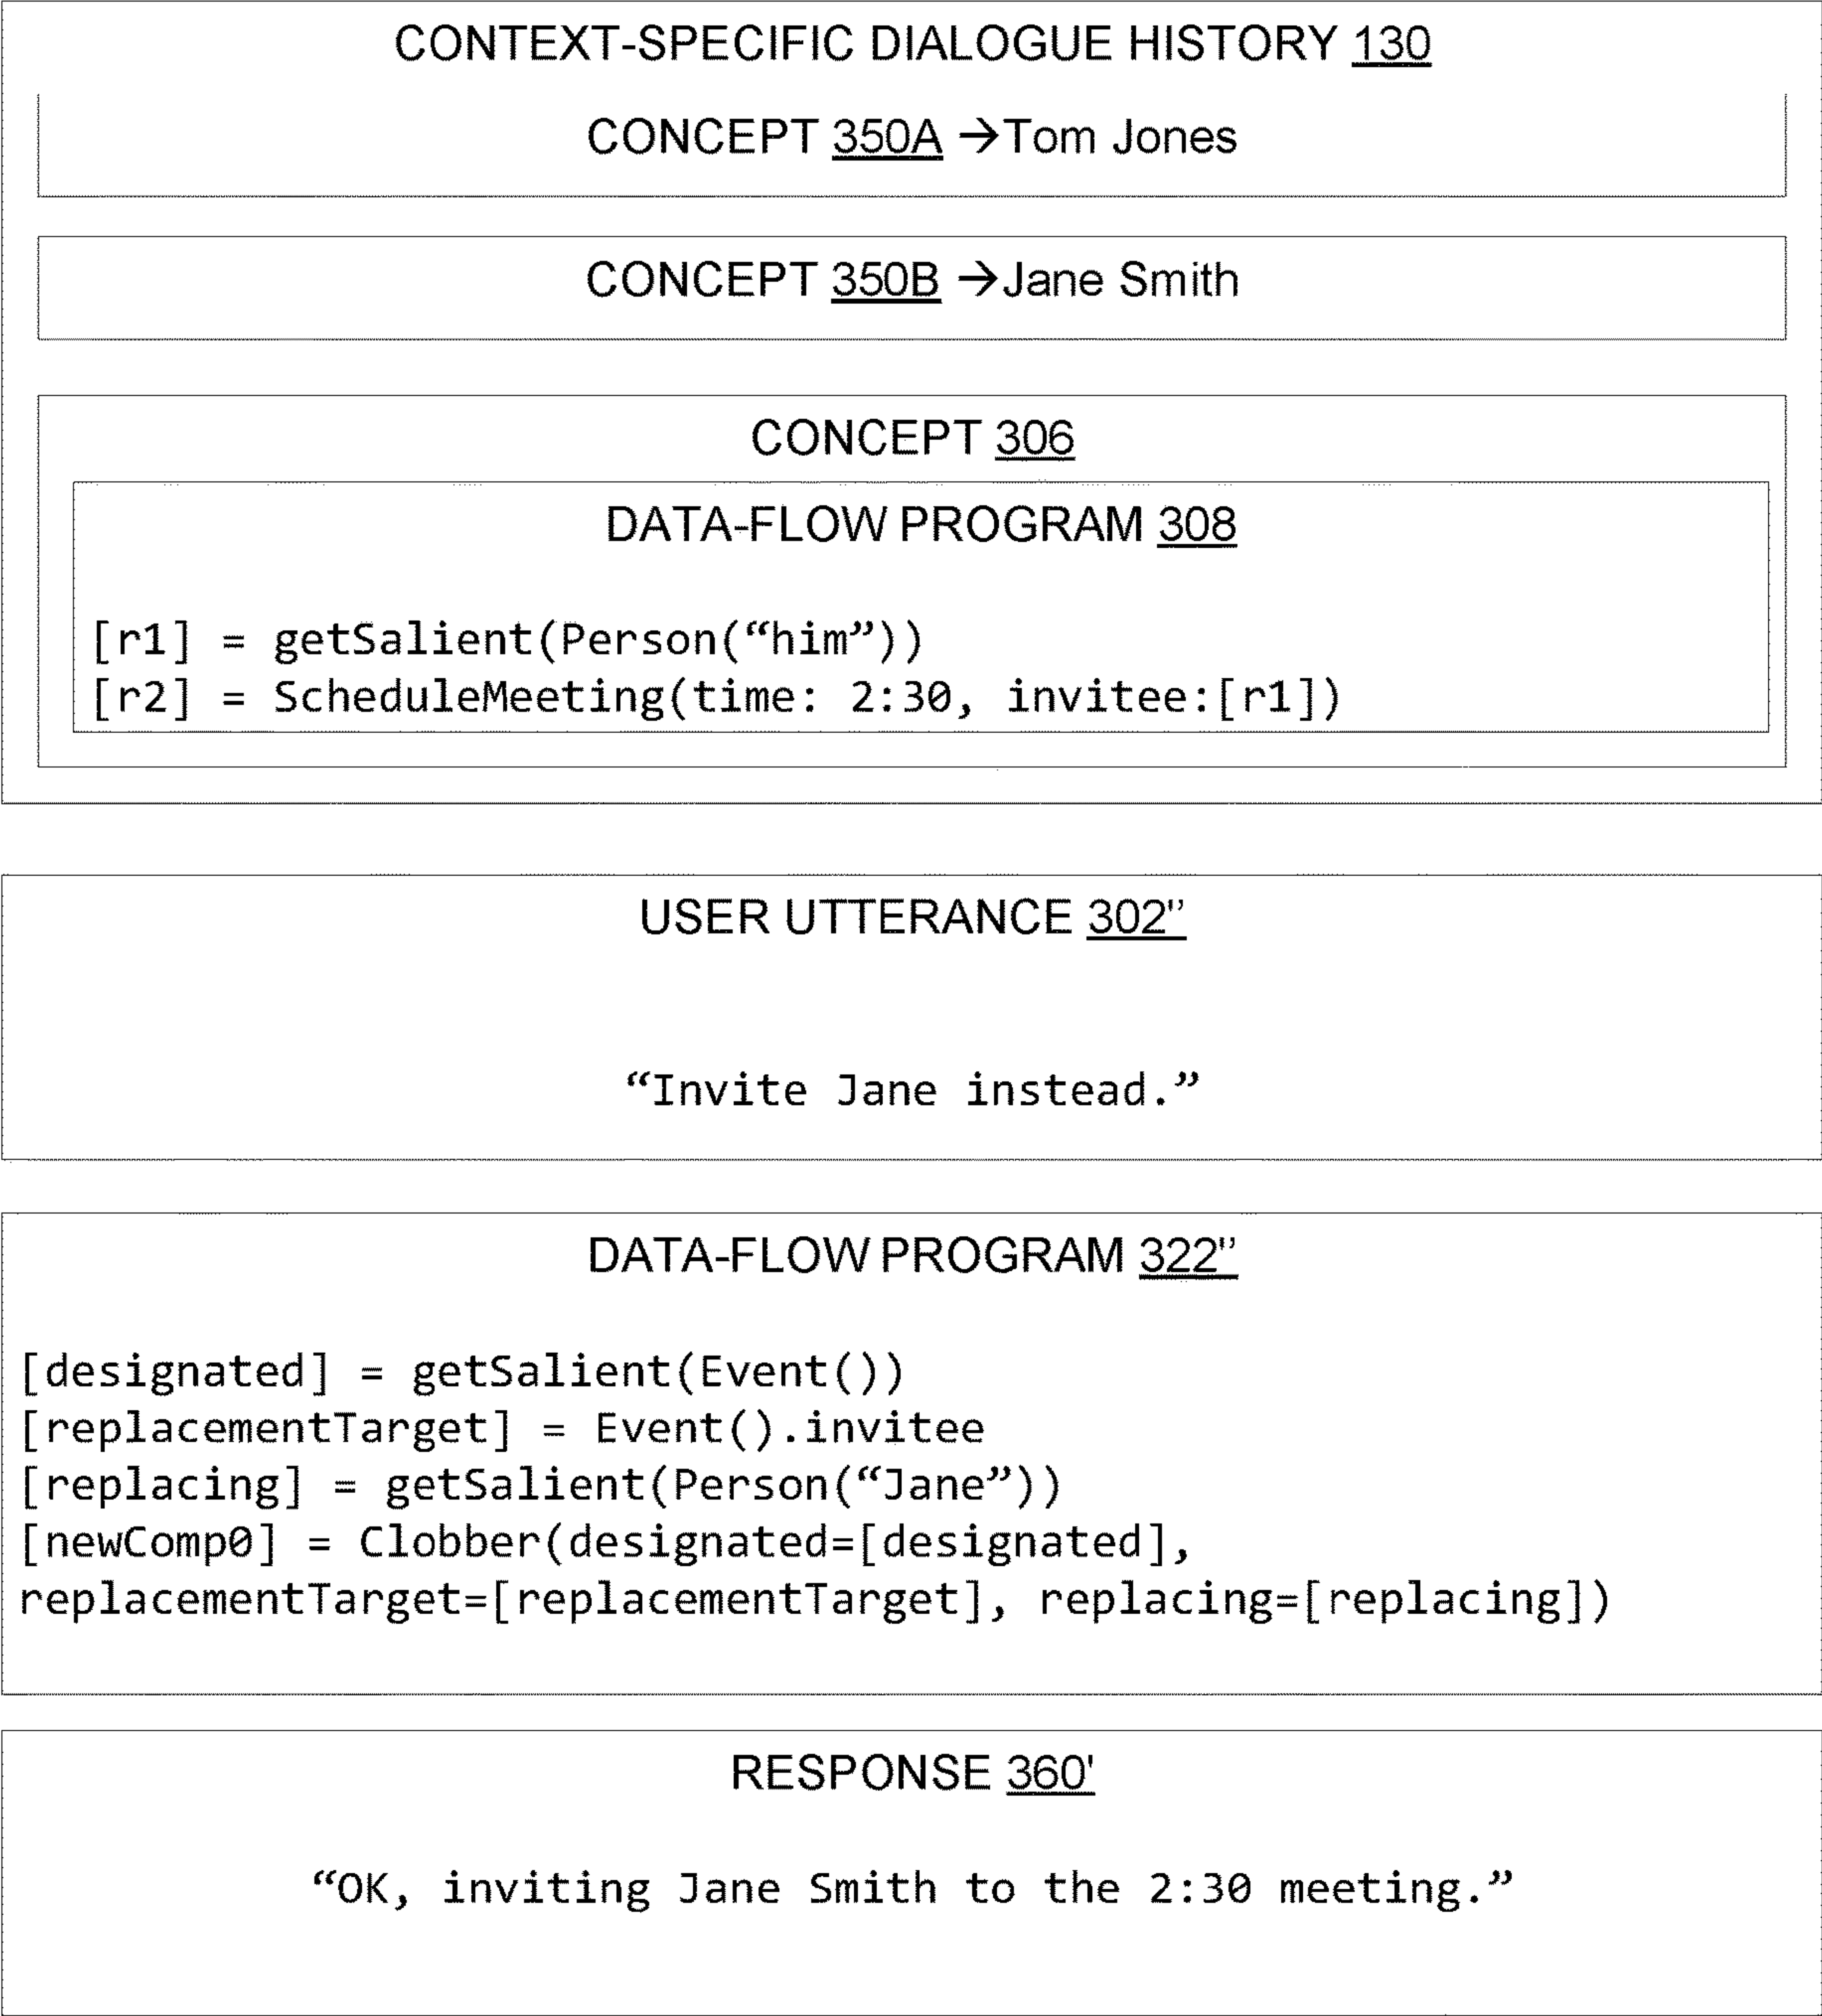 CONTEXT-SPECIFIC DIALOGUE HISTORY 130
CONCEPT 350A →Tom Jones
CONCEPT 350B →Jane Smith
CONCEPT 306
DATA-FLOW PROGRAM 308
[r1] = getSalient(Person(“him”))
[r2] = ScheduleMeeting(time: 2:30, invitee:[r1])
USER UTTERANCE 302"
“Invite Jane instead.”
DATA-FLOW PROGRAM 322"
[designated] = getSalient(Event())
[replacementTarget] = Event().invitee
[replacing] = getSalient(Person(“Jane”))
[newComp0] = Clobber(designated=[designated],
replacementTarget=[replacementTarget], replacing=[replacing])
RESPONSE 360'
“OK, inviting Jane Smith to the 2:30 meeting.”